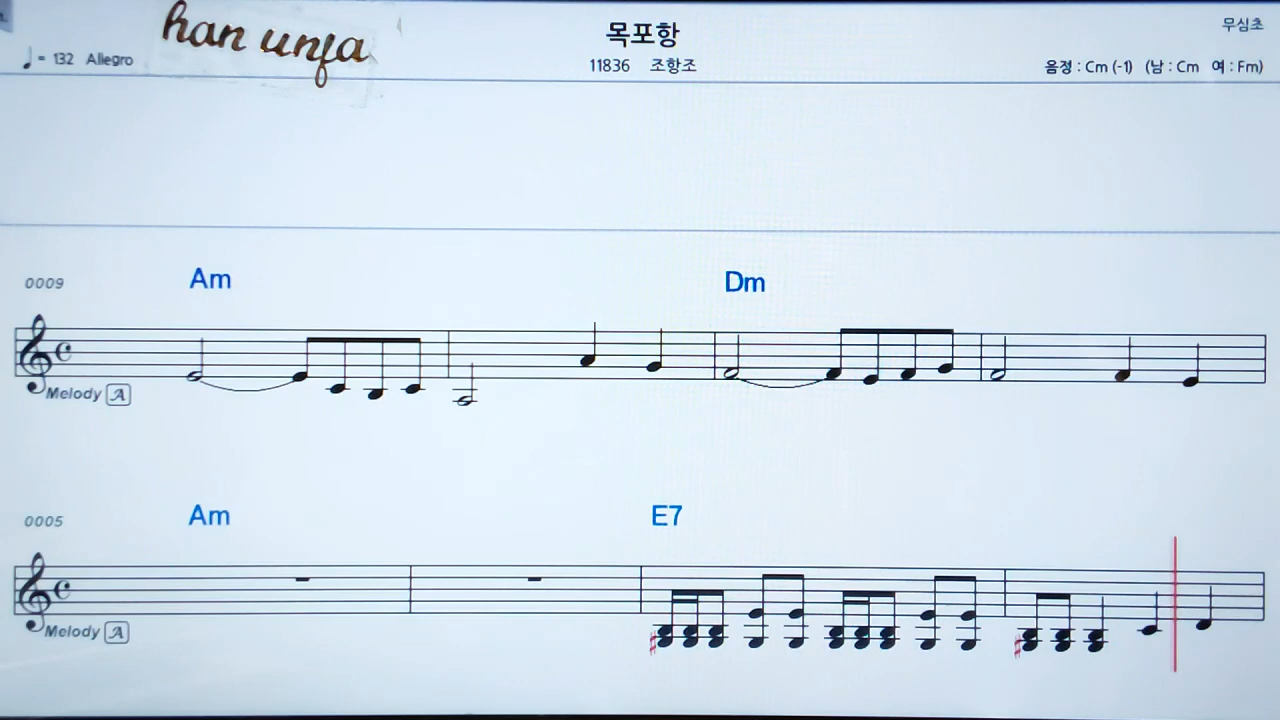 han unja
목포항
무심초
♩= 132 Allegro
11836 조항조
음정 : Cm (-1) (남 : Cm 여 : Fm)
0009
Am
Dm
Melody A
0005
Am
E7
Melody A